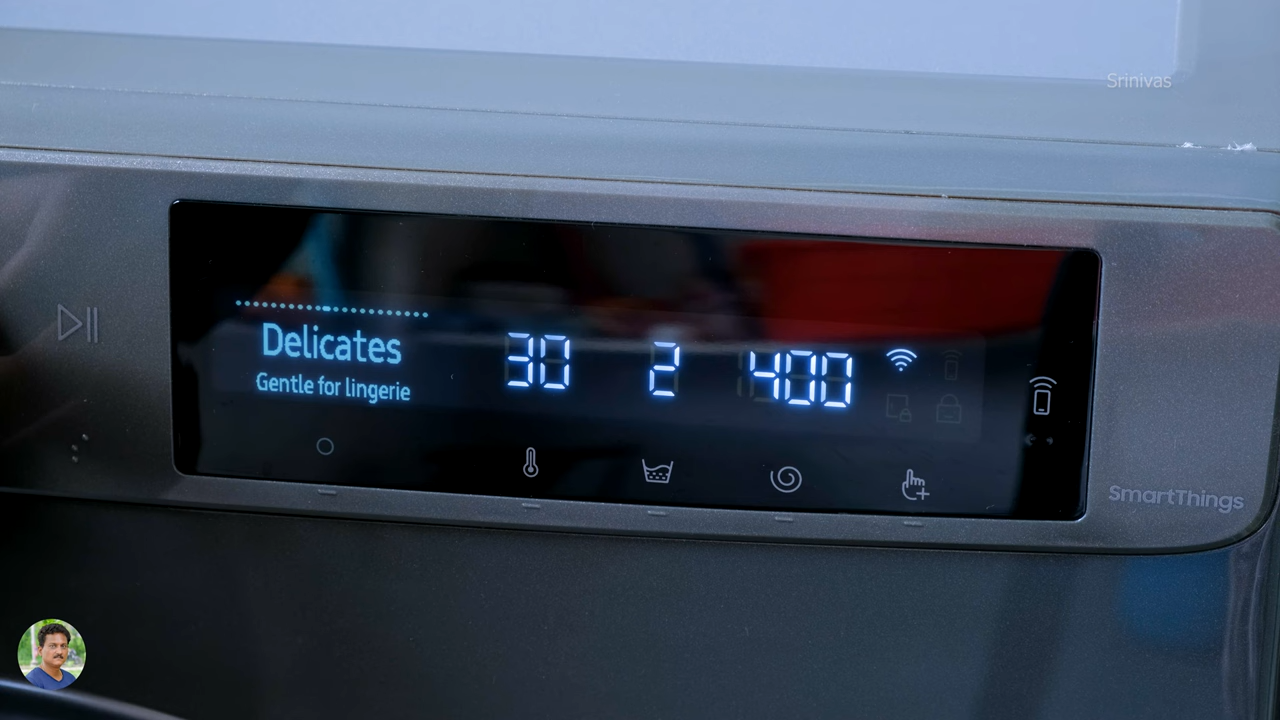 Srinivas
Delicates
Gentle for lingerie
30 2 400
SmartThings